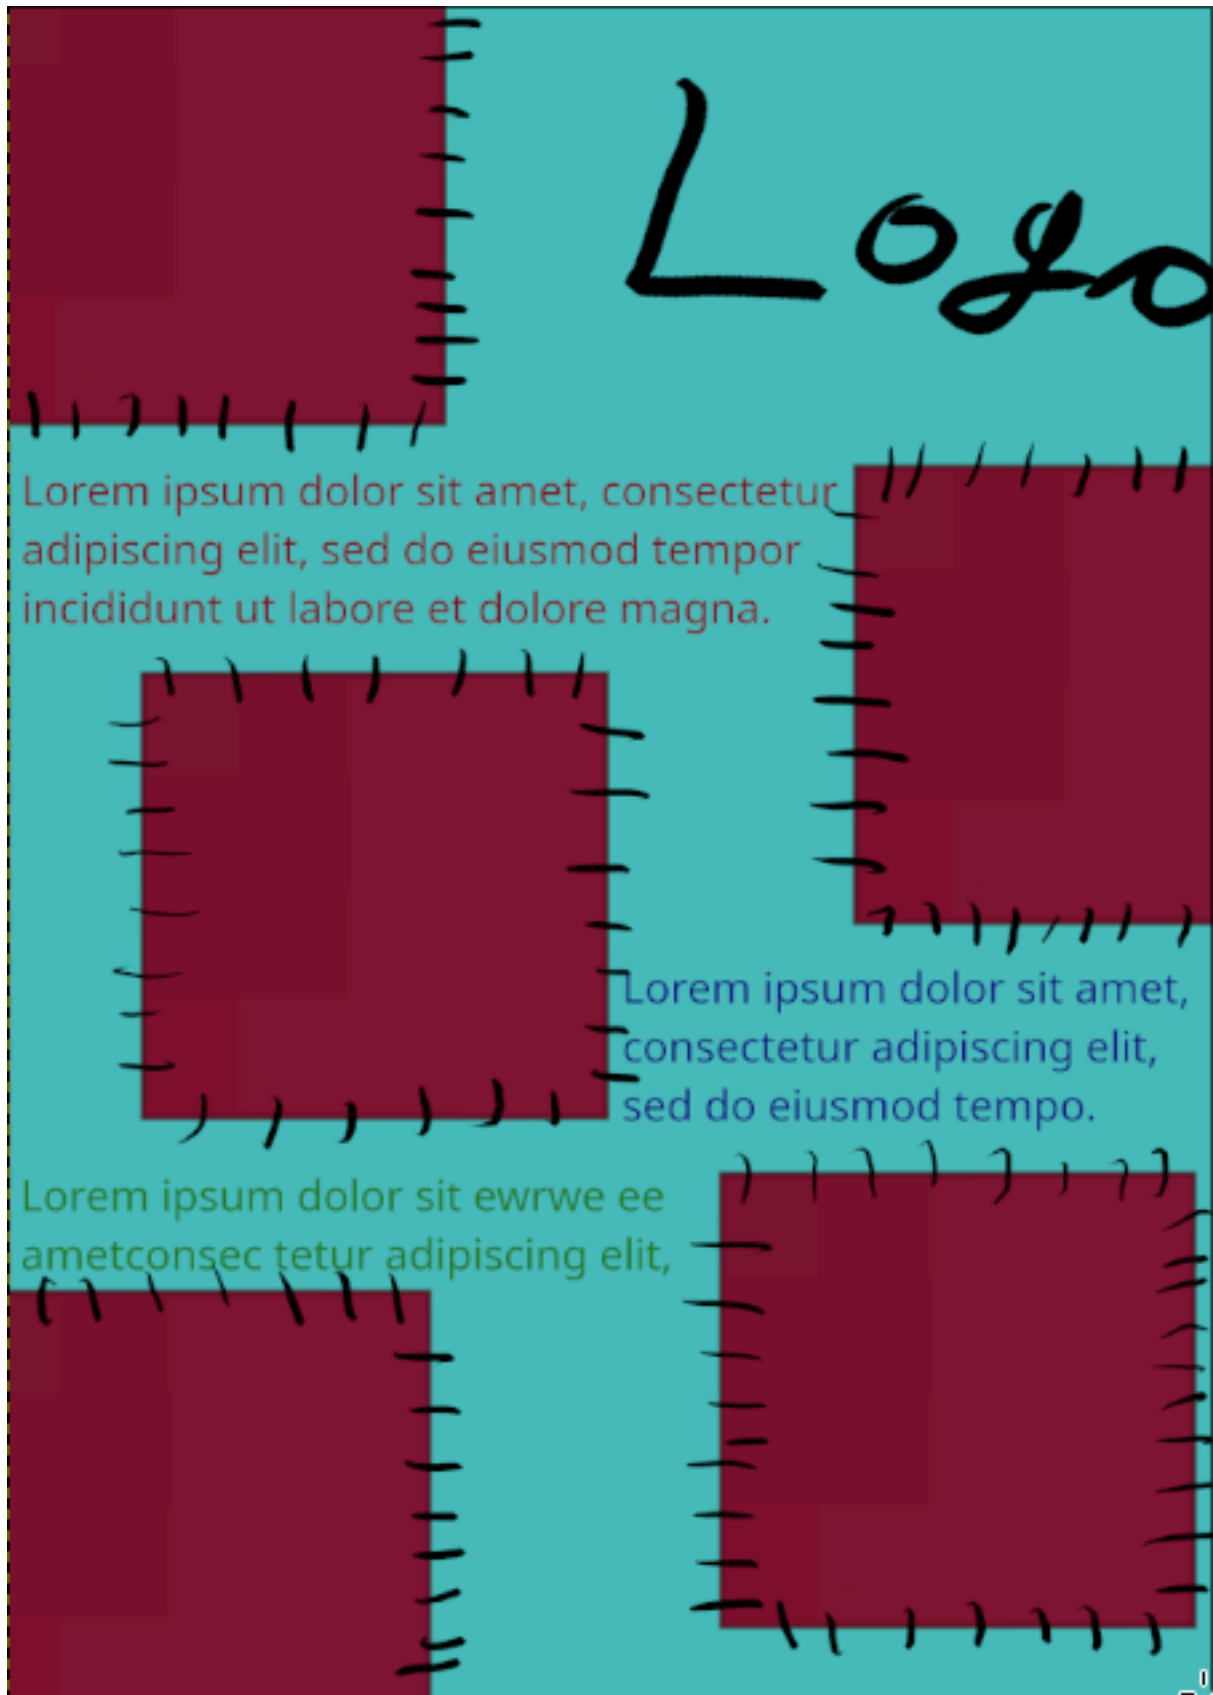 Logo
Lorem ipsum dolor sit amet, consectetur
adipiscing elit, sed do eiusmod tempor
incididunt ut labore et dolore magna.
Lorem ipsum dolor sit amet,
consectetur adipiscing elit,
sed do eiusmod tempo.
Lorem ipsum dolor sit ewrwe ee
ametconsec tetur adipiscing elit,